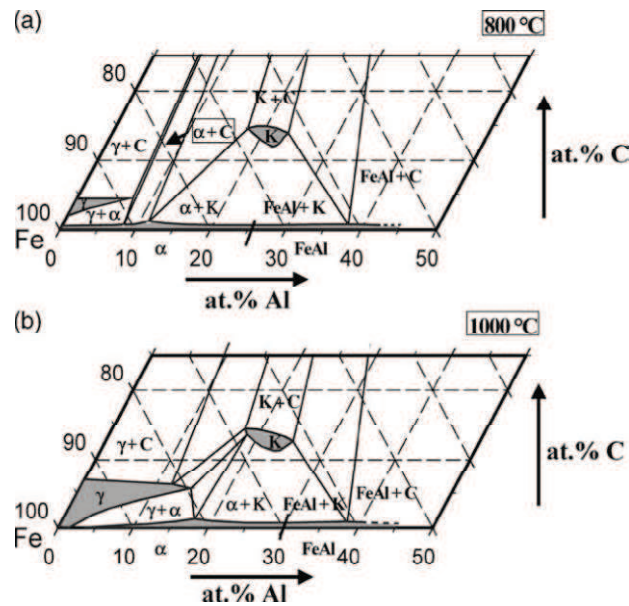 (a)
800 °C
80
K+C
α+C
γ+C
K
90
at.% C
FeAl+C
γ
γ+α
α+K
FeAl+K
100
Fe
0 10 20 30 40 50
α FeAl
at.% Al
(b)
1000 °C
80
K+C
γ+C
K
90
at.% C
γ
FeAl+C
α+K
FeAl+K
γ+α
100
Fe
0 10 20 30 40 50
α FeAl
at.% Al